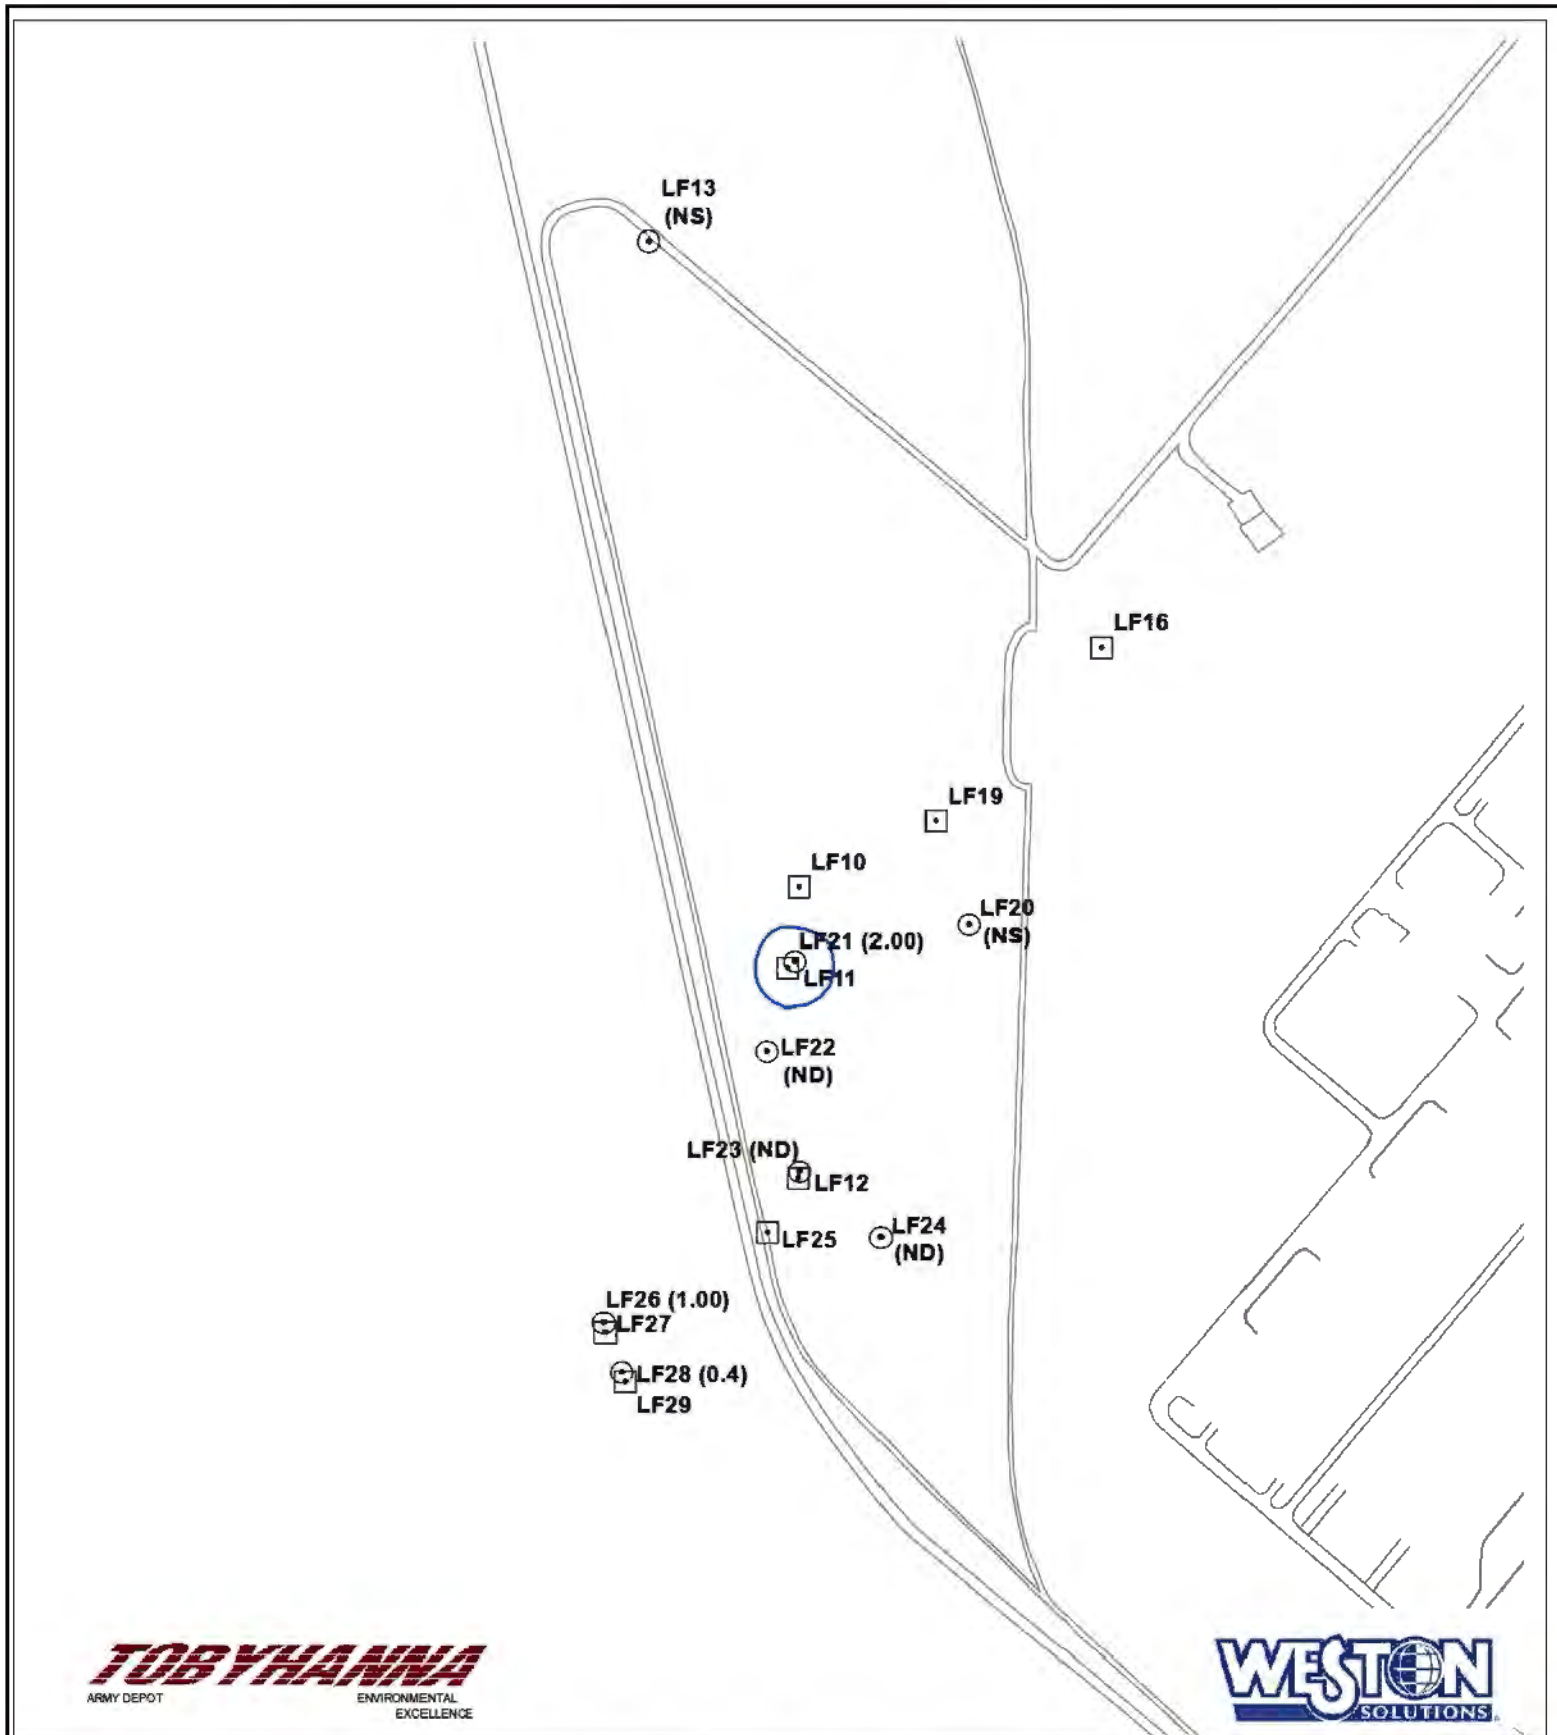 LF13
(NS)
LF16
LF19
LF10
LF20
(NS)
LF21 (2.00)
LF11
LF22
(ND)
LF23 (ND)
LF12
LF24
(ND)
LF25
LF26 (1.00)
LF27
LF28 (0.4)
LF29
TOBYHANNA
ARMY DEPOT
ENVIRONMENTAL
EXCELLENCE
WESTON
SOLUTIONS